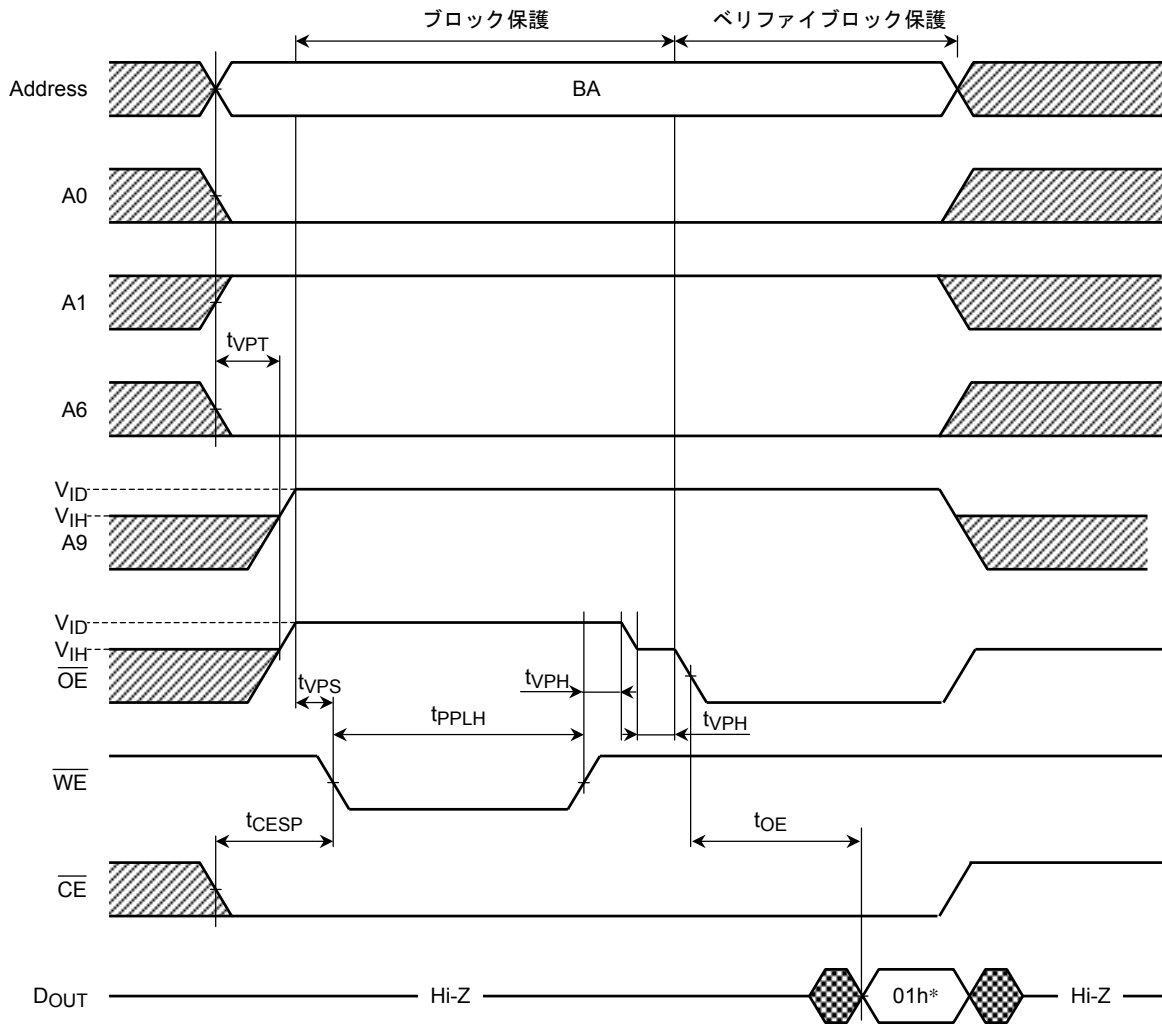 ブロック保護 ベリファイブロック保護
Address BA
A0
A1
tVPT
A6
VID
VIH
A9
VID
VIH
OE
tVPS tVPH
tPPLH tVPH
WE
tCESP tOE
CE
DOUT Hi-Z 01h* Hi-Z